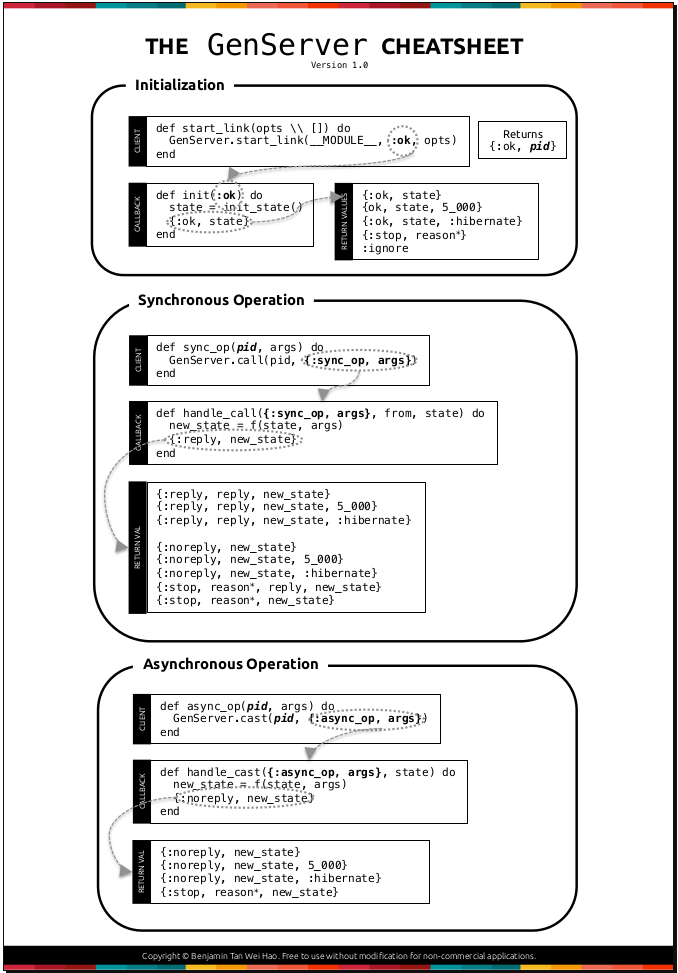 THE GenServer CHEATSHEET
Version 1.0
Initialization
CLIENT
def start_link(opts \\ []) do
GenServer.start_link(__MODULE__, :ok, opts)
end
Returns
{:ok, pid}
CALLBACK
def init(:ok) do
state = init_state()
{:ok, state}
end
RETURN VALUES
{:ok, state}
{ok, state, 5_000}
{:ok, state, :hibernate}
{:stop, reason*}
:ignore
Synchronous Operation
CLIENT
def sync_op(pid, args) do
GenServer.call(pid, {:sync_op, args})
end
CALLBACK
def handle_call({:sync_op, args}, from, state) do
new_state = f(state, args)
{:reply, new_state}
end
RETURN VAL
{:reply, reply, new_state}
{:reply, reply, new_state, 5_000}
{:reply, reply, new_state, :hibernate}
{:noreply, new_state}
{:noreply, new_state, 5_000}
{:noreply, new_state, :hibernate}
{:stop, reason*, reply, new_state}
{:stop, reason*, new_state}
Asynchronous Operation
CLIENT
def async_op(pid, args) do
GenServer.cast(pid, {:async_op, args})
end
CALLBACK
def handle_cast({:async_op, args}, state) do
new_state = f(state, args)
{:noreply, new_state}
end
RETURN VAL
{:noreply, new_state}
{:noreply, new_state, 5_000}
{:noreply, new_state, :hibernate}
{:stop, reason*, new_state}
Copyright © Benjamin Tan Wei Hao. Free to use without modification for non-commercial applications.